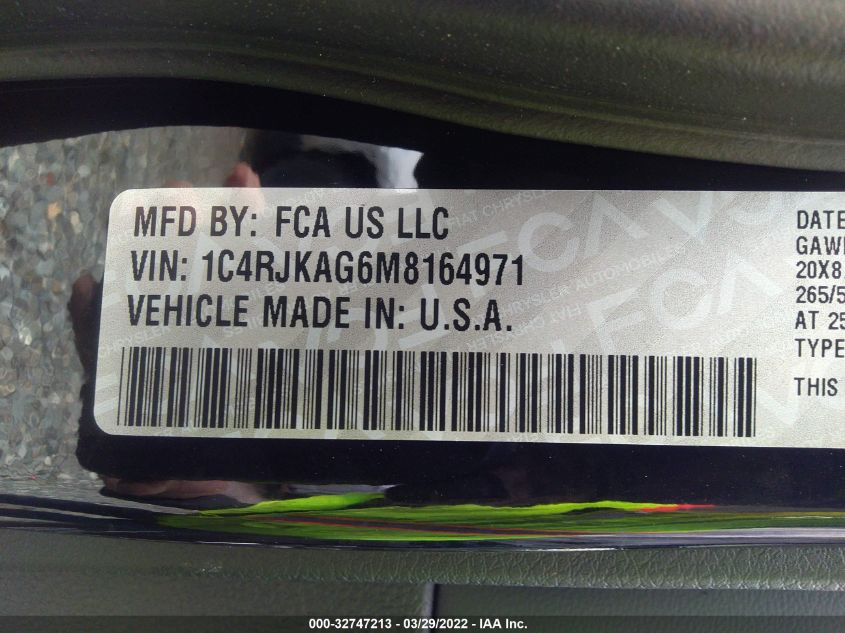 MFD BY: FCA US LLC
VIN: 1C4RJKAG6M8164971
VEHICLE MADE IN: U.S.A.
DATE
GAW
20X8
265/5
AT 25
TYPE
THIS
000-32747213 - 03/29/2022 - IAA Inc.